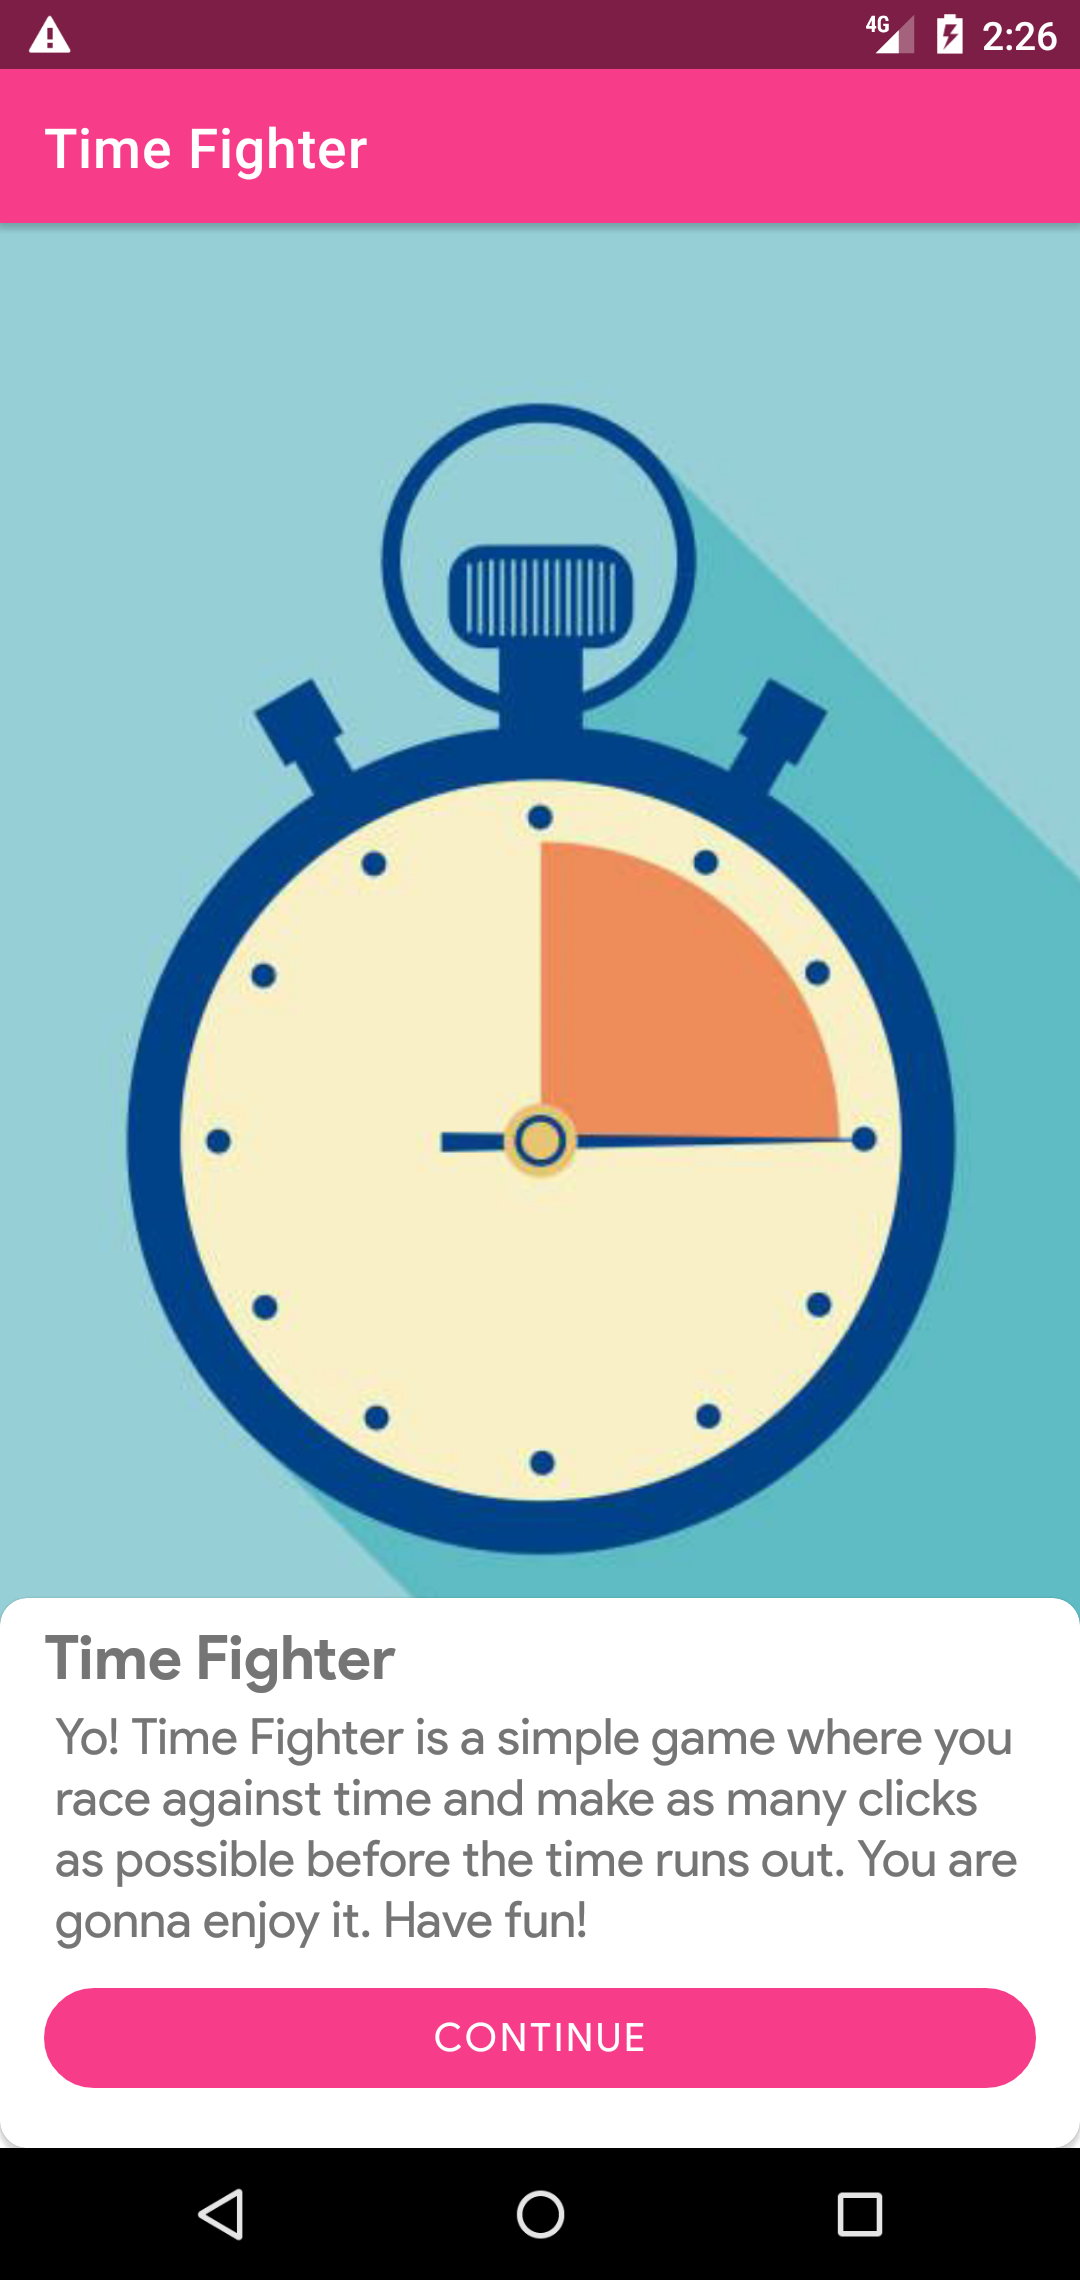 4G 2:26
Time Fighter
Time Fighter
Yo! Time Fighter is a simple game where you
race against time and make as many clicks
as possible before the time runs out. You are
gonna enjoy it. Have fun!
CONTINUE